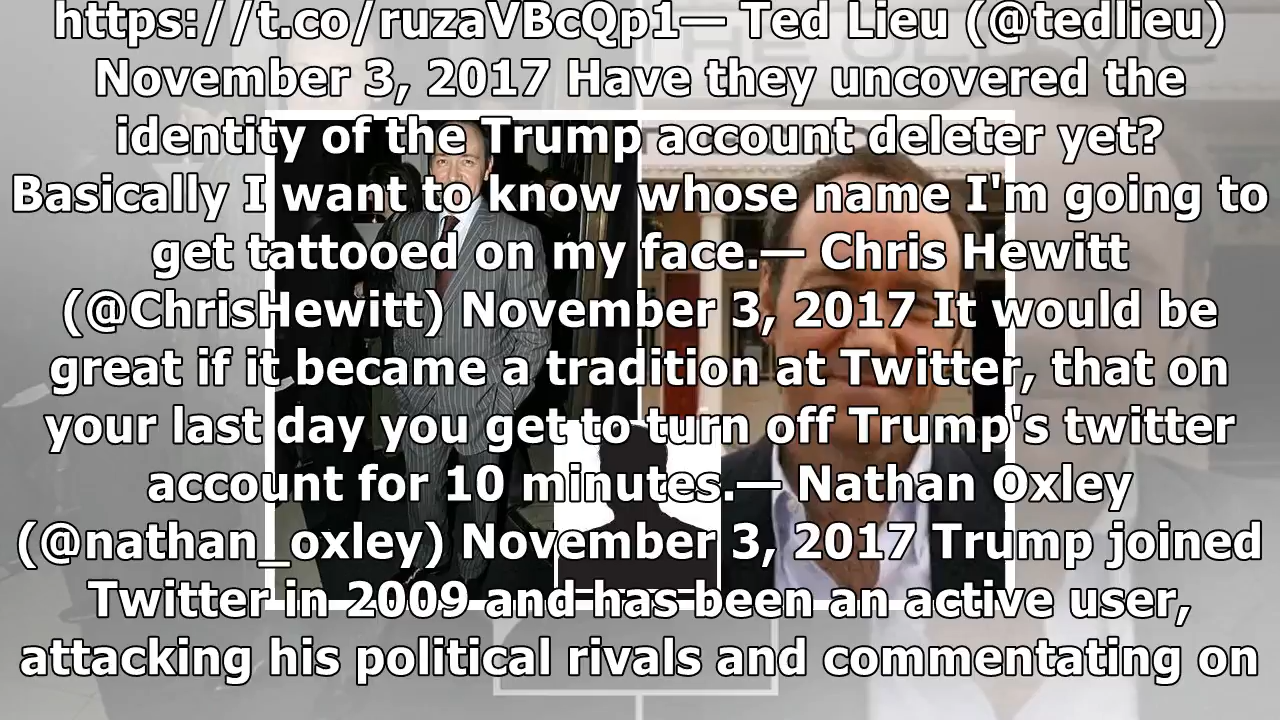 https://t.co/ruzaVBcQp1— Ted Lieu (@tedlieu)
November 3, 2017 Have they uncovered the
identity of the Trump account deleter yet?
Basically I want to know whose name I'm going to
get tattooed on my face.— Chris Hewitt
(@ChrisHewitt) November 3, 2017 It would be
great if it became a tradition at Twitter, that on
your last day you get to turn off Trump's twitter
account for 10 minutes.— Nathan Oxley
(@nathan_oxley) November 3, 2017 Trump joined
Twitter in 2009 and has been an active user,
attacking his political rivals and commentating on